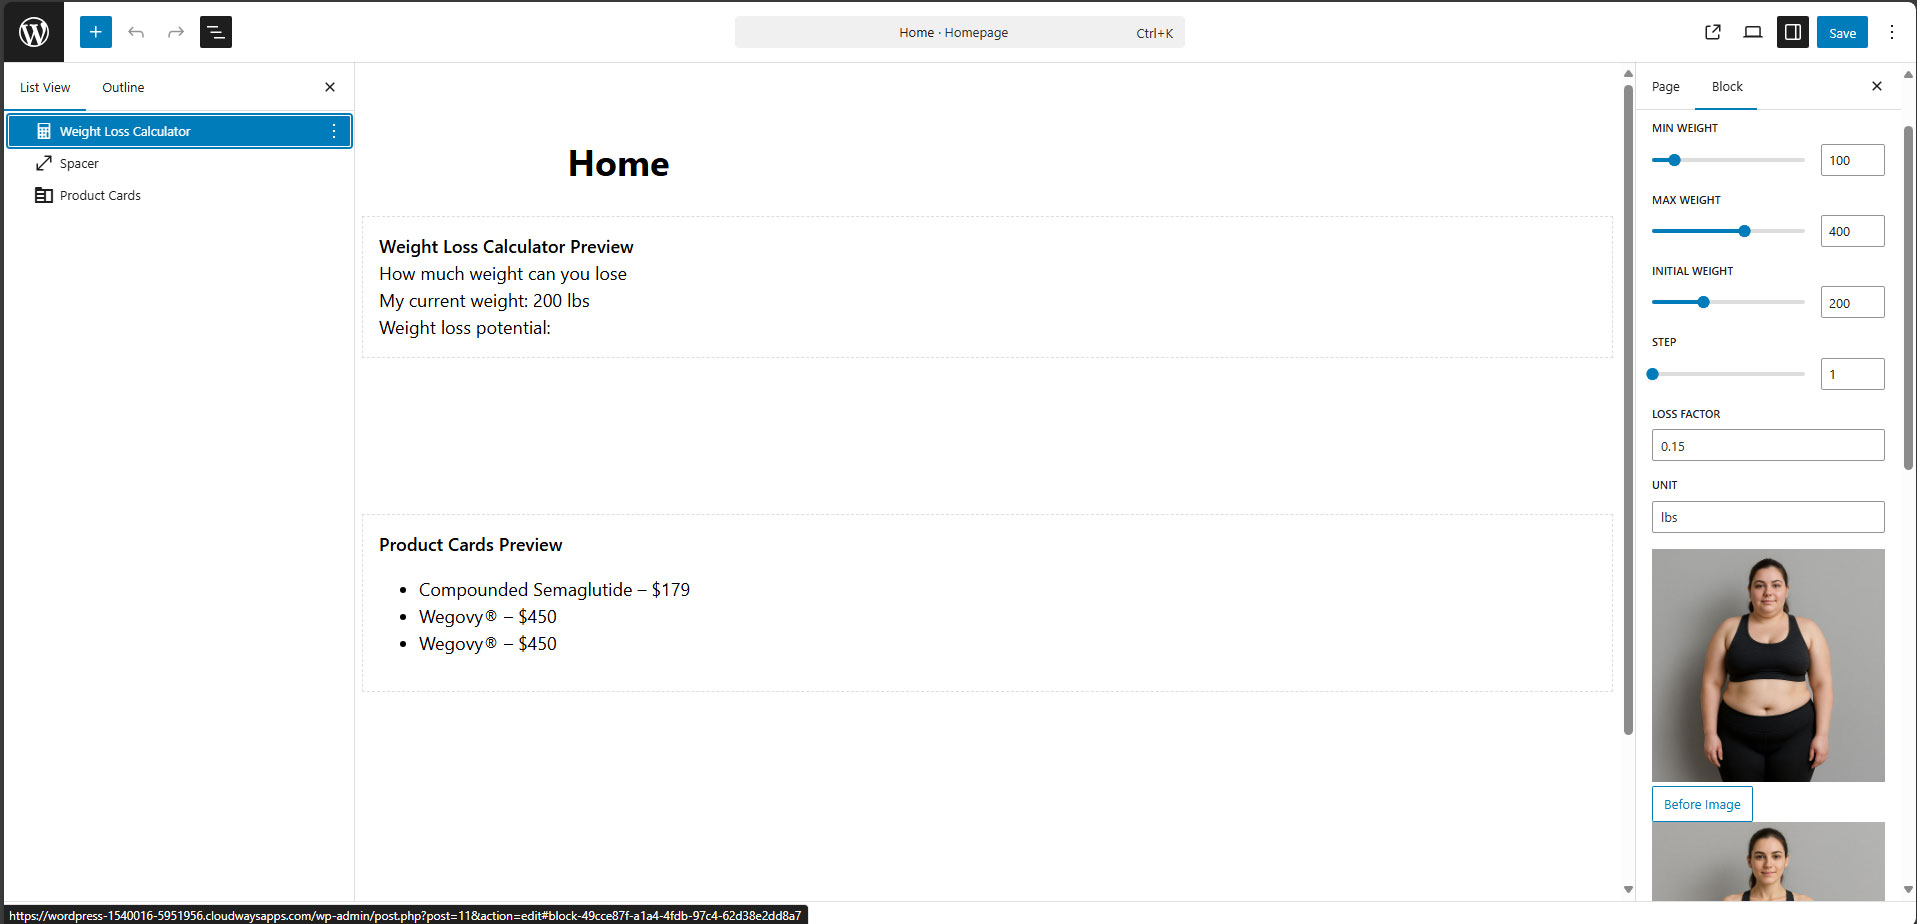 Home · Homepage Ctrl+K
Save
List View Outline
Weight Loss Calculator
Spacer
Product Cards
Home
Weight Loss Calculator Preview
How much weight can you lose
My current weight: 200 lbs
Weight loss potential:
Product Cards Preview
Compounded Semaglutide – $179
Wegovy® – $450
Wegovy® – $450
Page Block
MIN WEIGHT
100
MAX WEIGHT
400
INITIAL WEIGHT
200
STEP
1
LOSS FACTOR
0.15
UNIT
lbs
Before Image
https://wordpress-1540016-5951956.cloudwaysapps.com/wp-admin/post.php?post=11&action=edit#block-49cce87f-a1a4-4fdb-97c4-62d38e2dd8a7